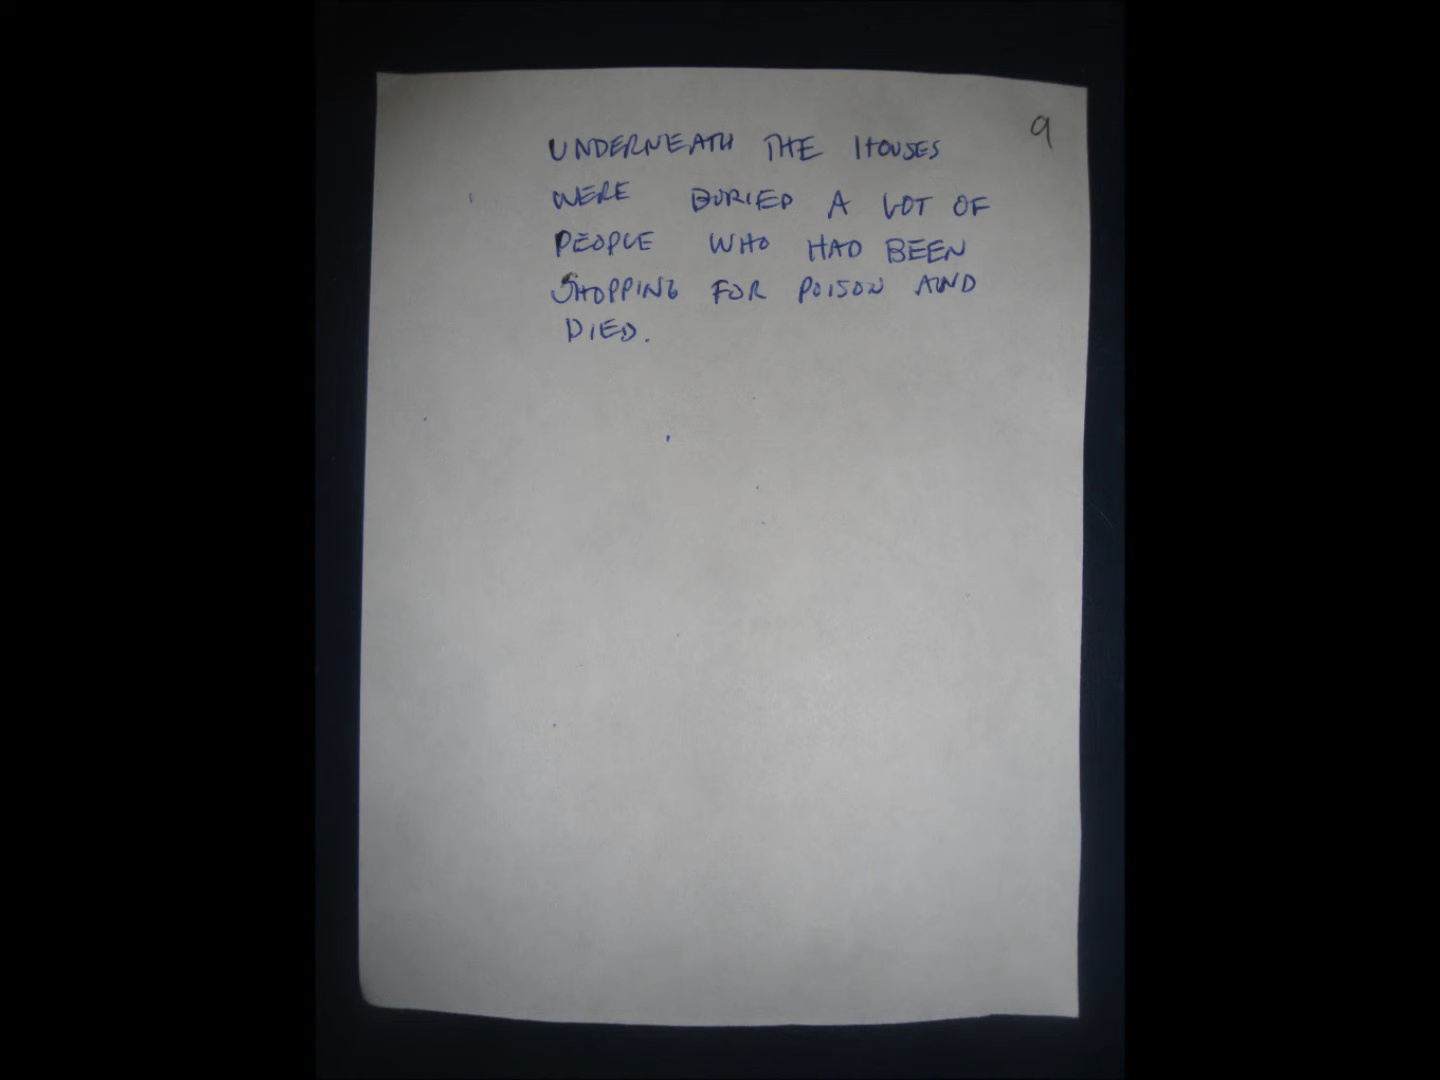 9
UNDERNEATH THE HOUSES
WERE BURIED A LOT OF
PEOPLE WHO HAD BEEN
SHOPPING FOR POISON AND
DIED.